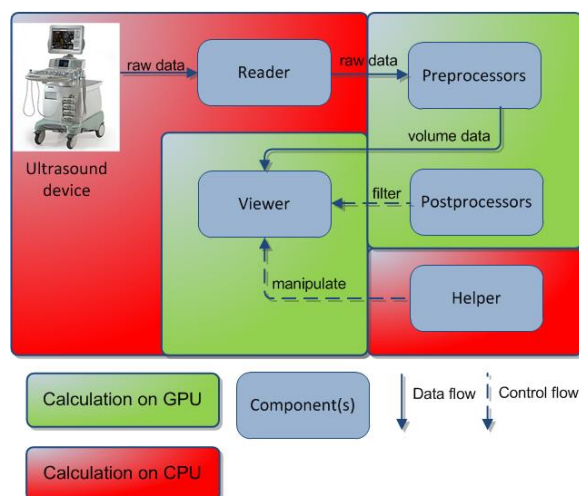 raw data
Reader
raw data
Preprocessors
volume data
Ultrasound
device
Viewer
filter
Postprocessors
manipulate
Helper
Calculation on GPU
Component(s)
Data flow
Control flow
Calculation on CPU